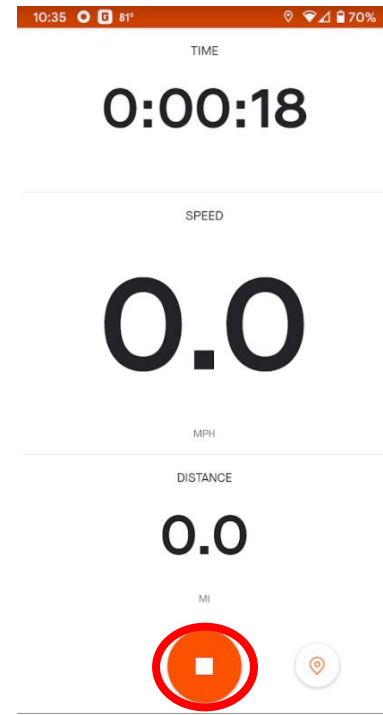 10:35 G 81° 70%
TIME
0:00:18
SPEED
0.0
MPH
DISTANCE
0.0
MI